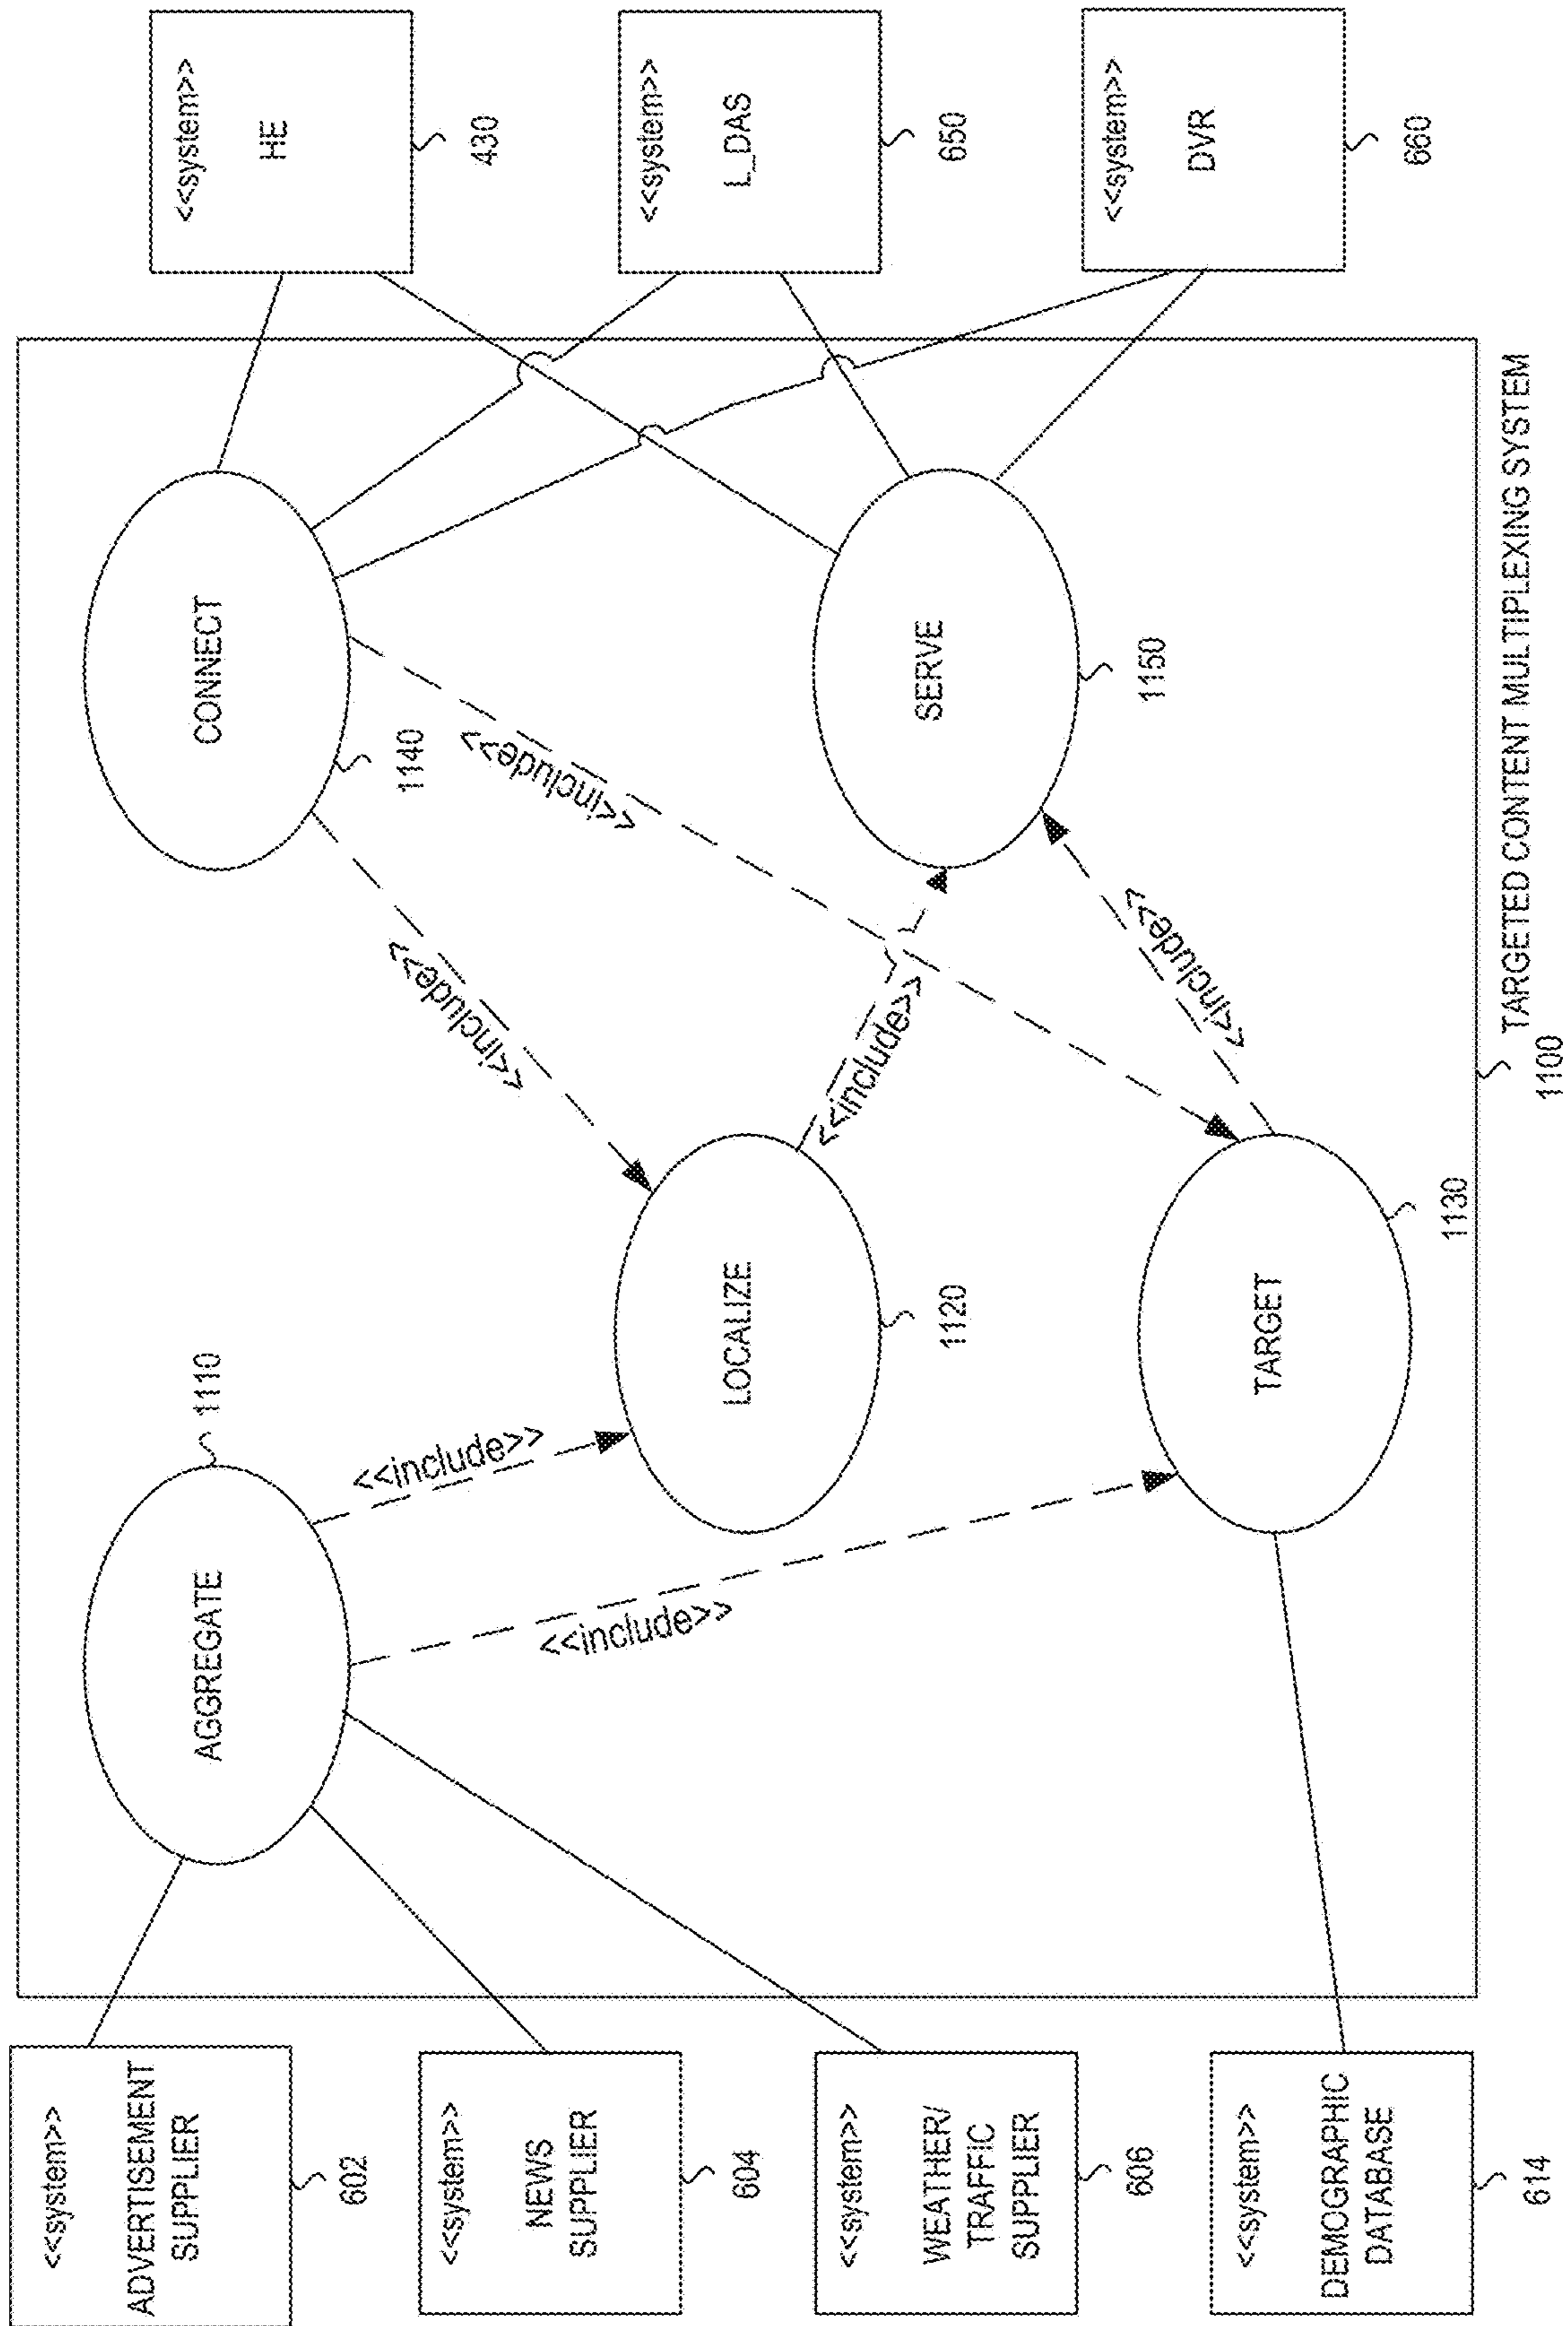 <<system>>
ADVERTISEMENT
SUPPLIER
602
<<system>>
NEWS
SUPPLIER
604
<<system>>
WEATHER/
TRAFFIC
SUPPLIER
606
<<system>>
DEMOGRAPHIC
DATABASE
614
AGGREGATE
1110
<<include>>
<<include>>
LOCALIZE
1120
TARGET
1130
<<include>>
<<include>>
<<include>>
<<include>>
CONNECT
1140
SERVE
1150
<<system>>
HE
430
<<system>>
L_DAS
650
<<system>>
DVR
660
TARGETED CONTENT MULTIPLEXING SYSTEM
1100